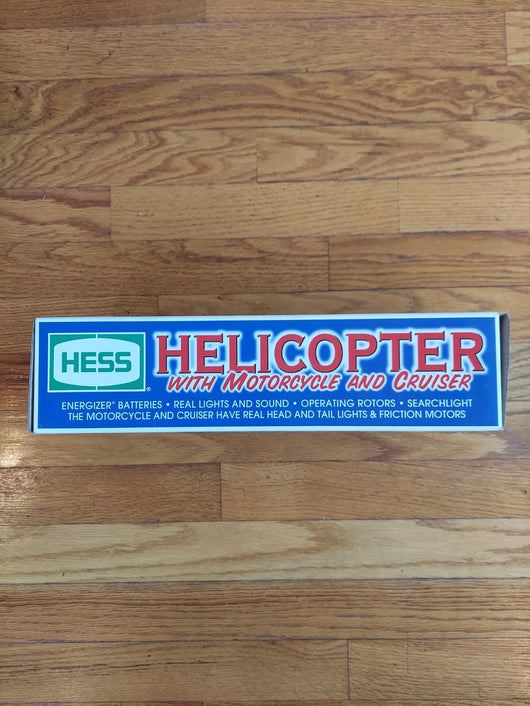 HESS®
HELICOPTER
WITH MOTORCYCLE AND CRUISER
ENERGIZER® BATTERIES • REAL LIGHTS AND SOUND • OPERATING ROTORS • SEARCHLIGHT
THE MOTORCYCLE AND CRUISER HAVE REAL HEAD AND TAIL LIGHTS & FRICTION MOTORS